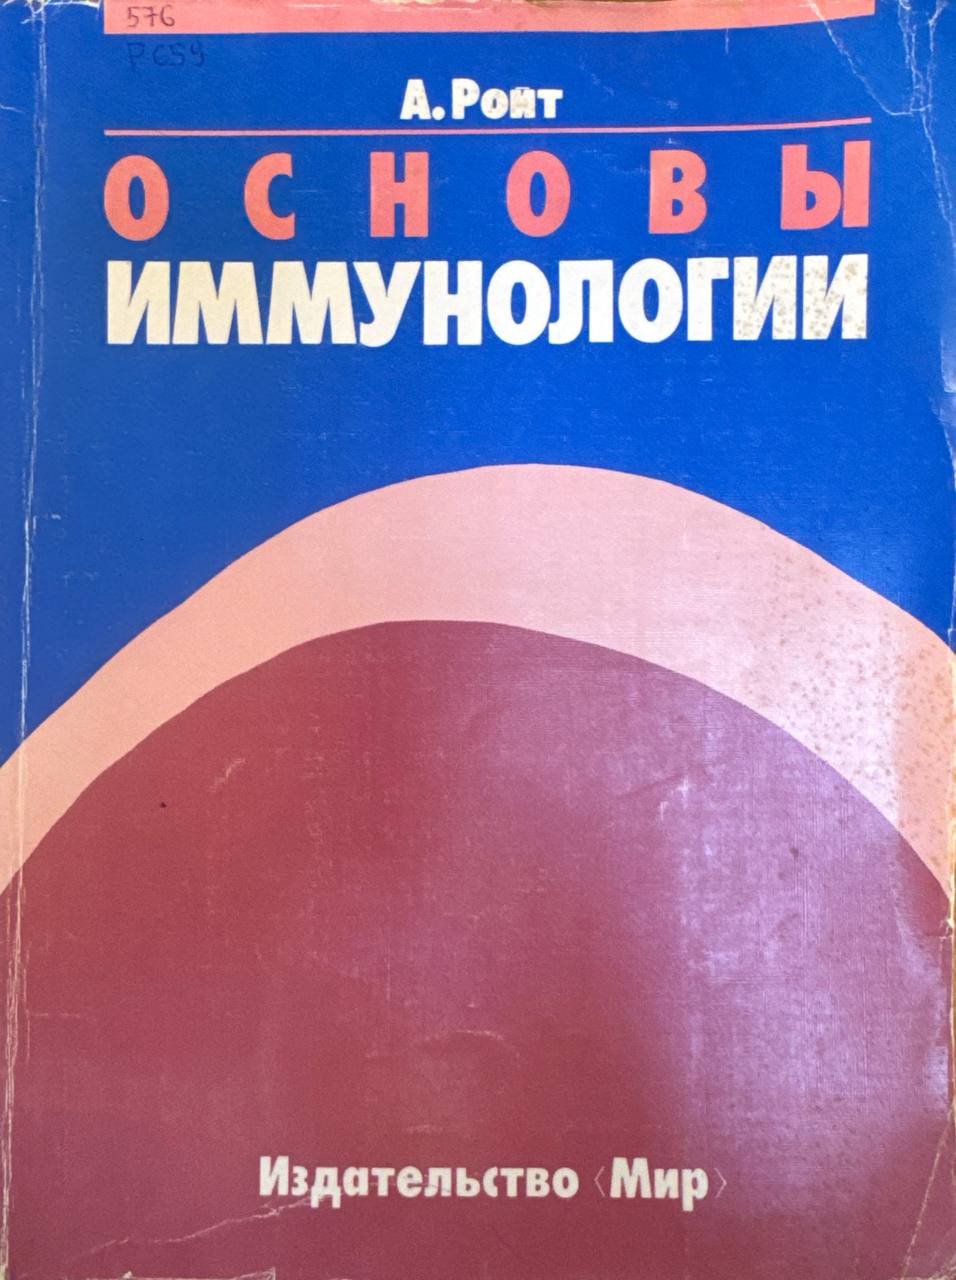 576
Р659
А. Ройт
ОСНОВЫ
ИММУНОЛОГИИ
Издательство ‹Мир›